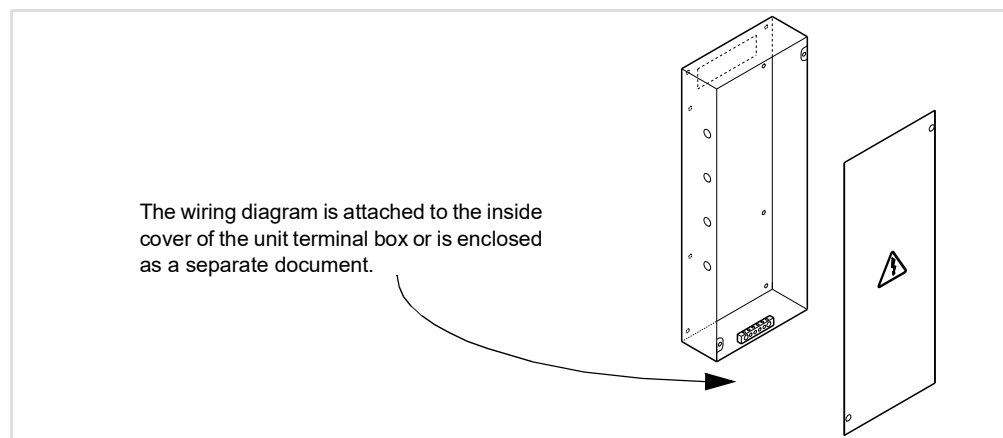 The wiring diagram is attached to the inside
cover of the unit terminal box or is enclosed
as a separate document.